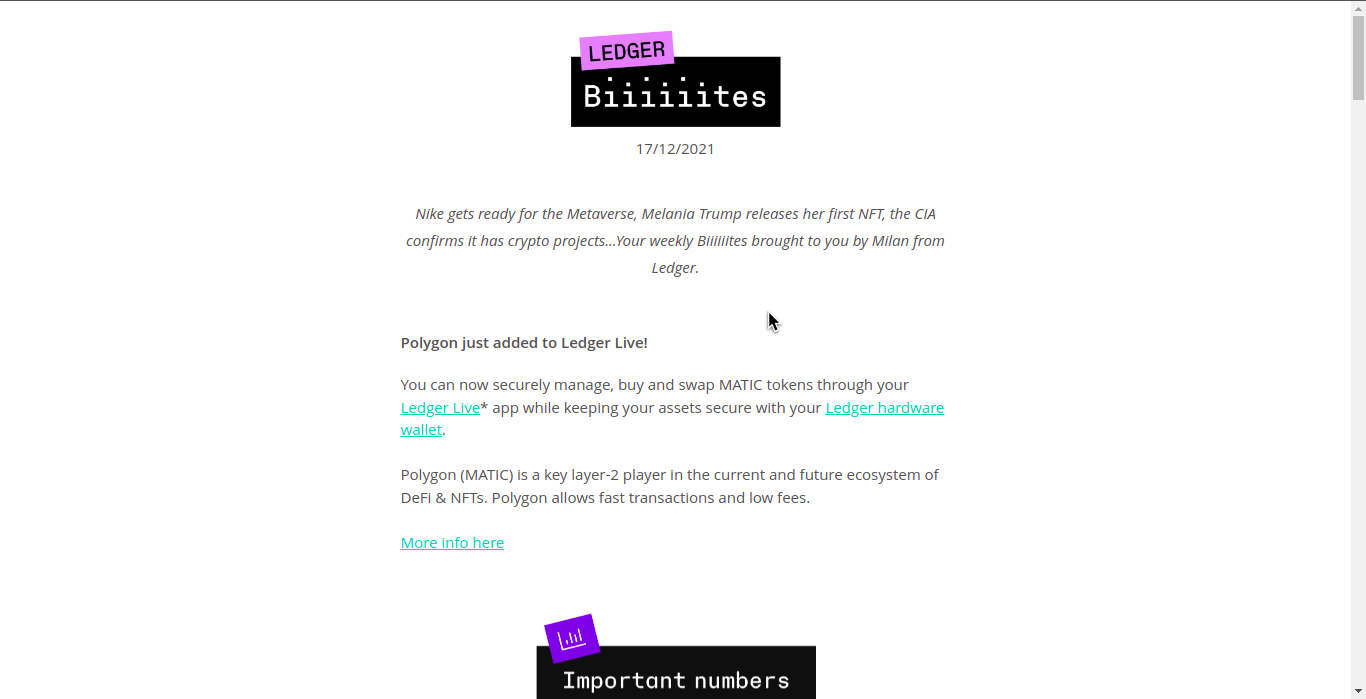 LEDGER
Biiiiiites
17/12/2021
Nike gets ready for the Metaverse, Melania Trump releases her first NFT, the CIA
confirms it has crypto projects...Your weekly Biiiiiites brought to you by Milan from
Ledger.
Polygon just added to Ledger Live!
You can now securely manage, buy and swap MATIC tokens through your
Ledger Live* app while keeping your assets secure with your Ledger hardware
wallet.
Polygon (MATIC) is a key layer-2 player in the current and future ecosystem of
DeFi & NFTs. Polygon allows fast transactions and low fees.
More info here
Important numbers